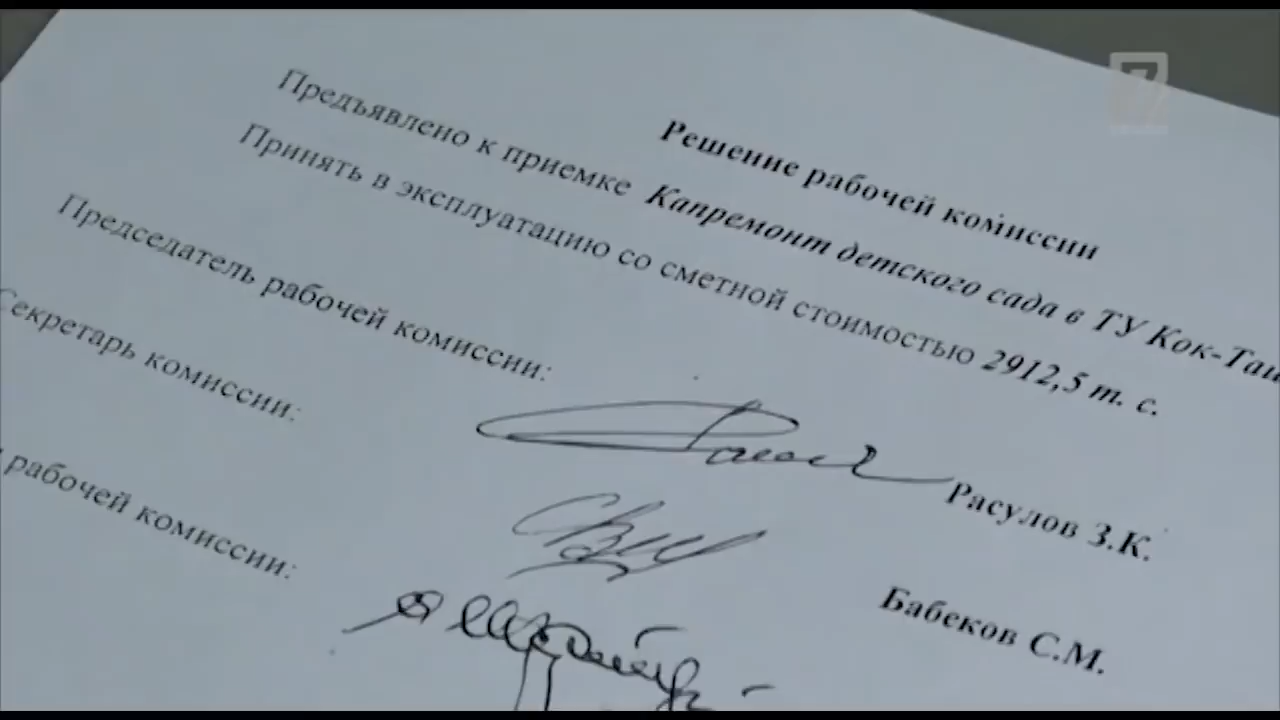 Решение рабочей комиссии
Предъявлено к приемке Капремонт детского сада в ТУ Кок-Таш
Принять в эксплуатацию со сметной стоимостью 2912,5 т. с.
Председатель рабочей комиссии: Расулов З.К.
Секретарь комиссии: Бабеков С.М.
рабочей комиссии:
7